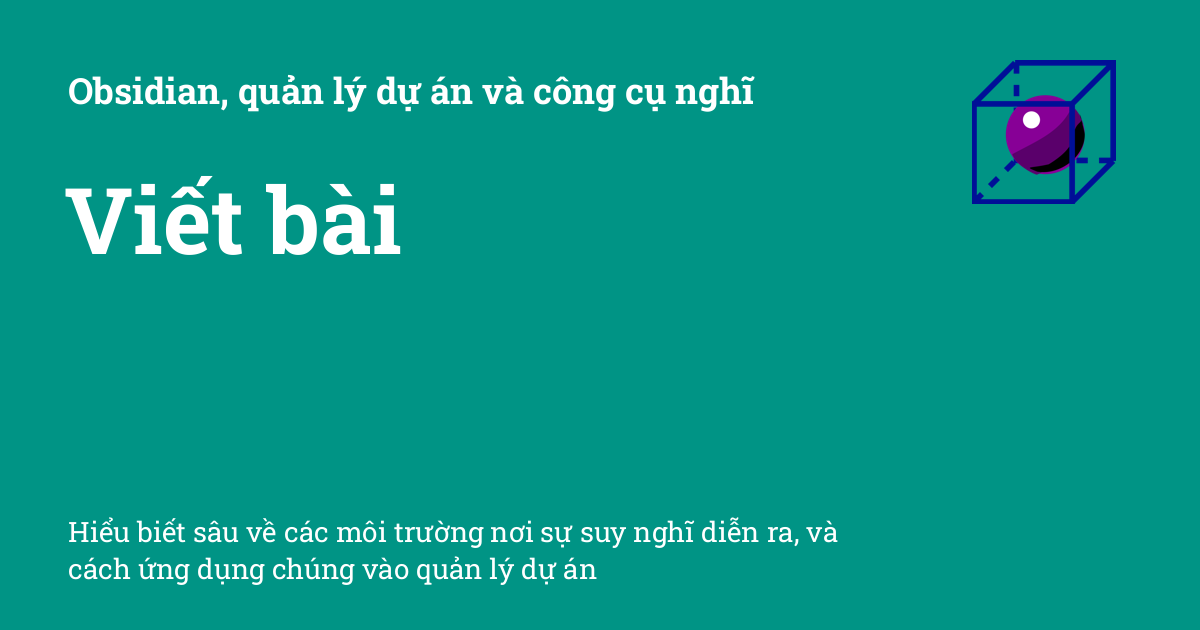 Obsidian, quản lý dự án và công cụ nghĩ
Viết bài
Hiểu biết sâu về các môi trường nơi sự suy nghĩ diễn ra, và
cách ứng dụng chúng vào quản lý dự án